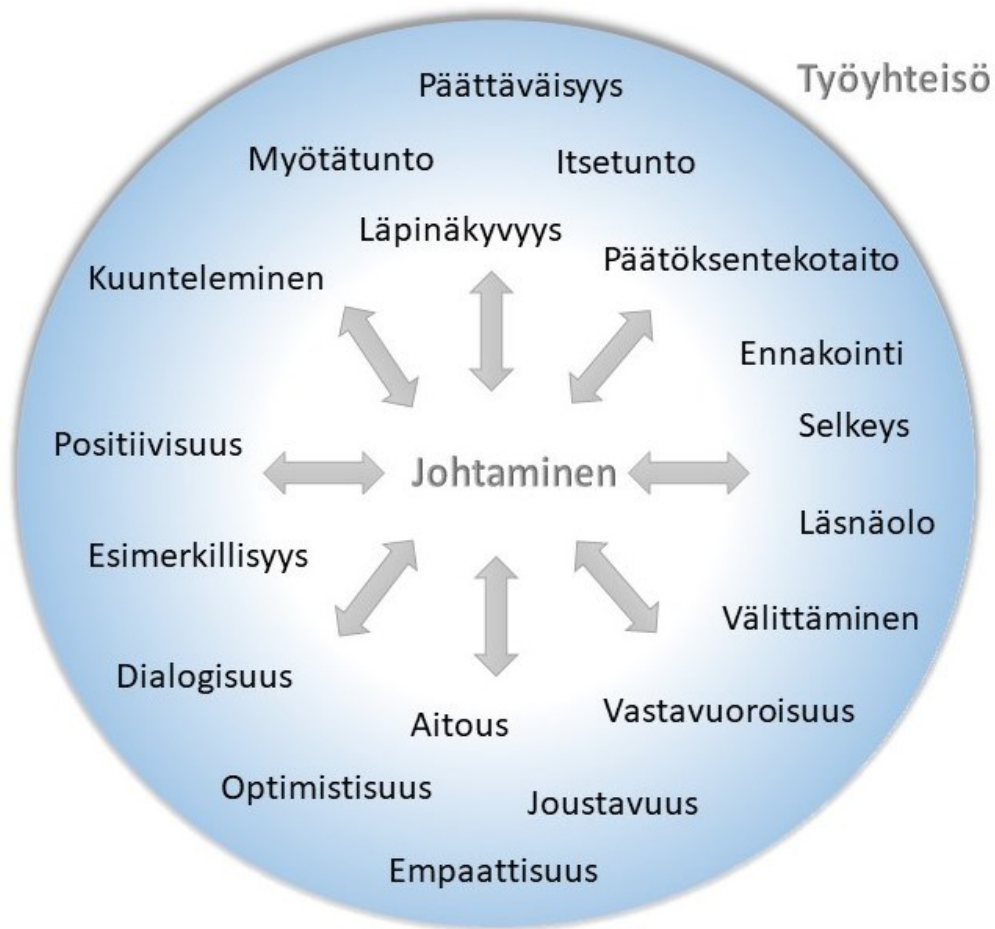 Päättäväisyys
Työyhteisö
Myötätunto
Itsetunto
Läpinäkyvyys
Kuunteleminen
Päätöksentekotaito
Ennakointi
Selkeys
Positiivisuus
Johtaminen
Läsnäolo
Esimerkillisyys
Välittäminen
Dialogisuus
Vastavuoroisuus
Aitous
Optimistisuus
Joustavuus
Empaattisuus